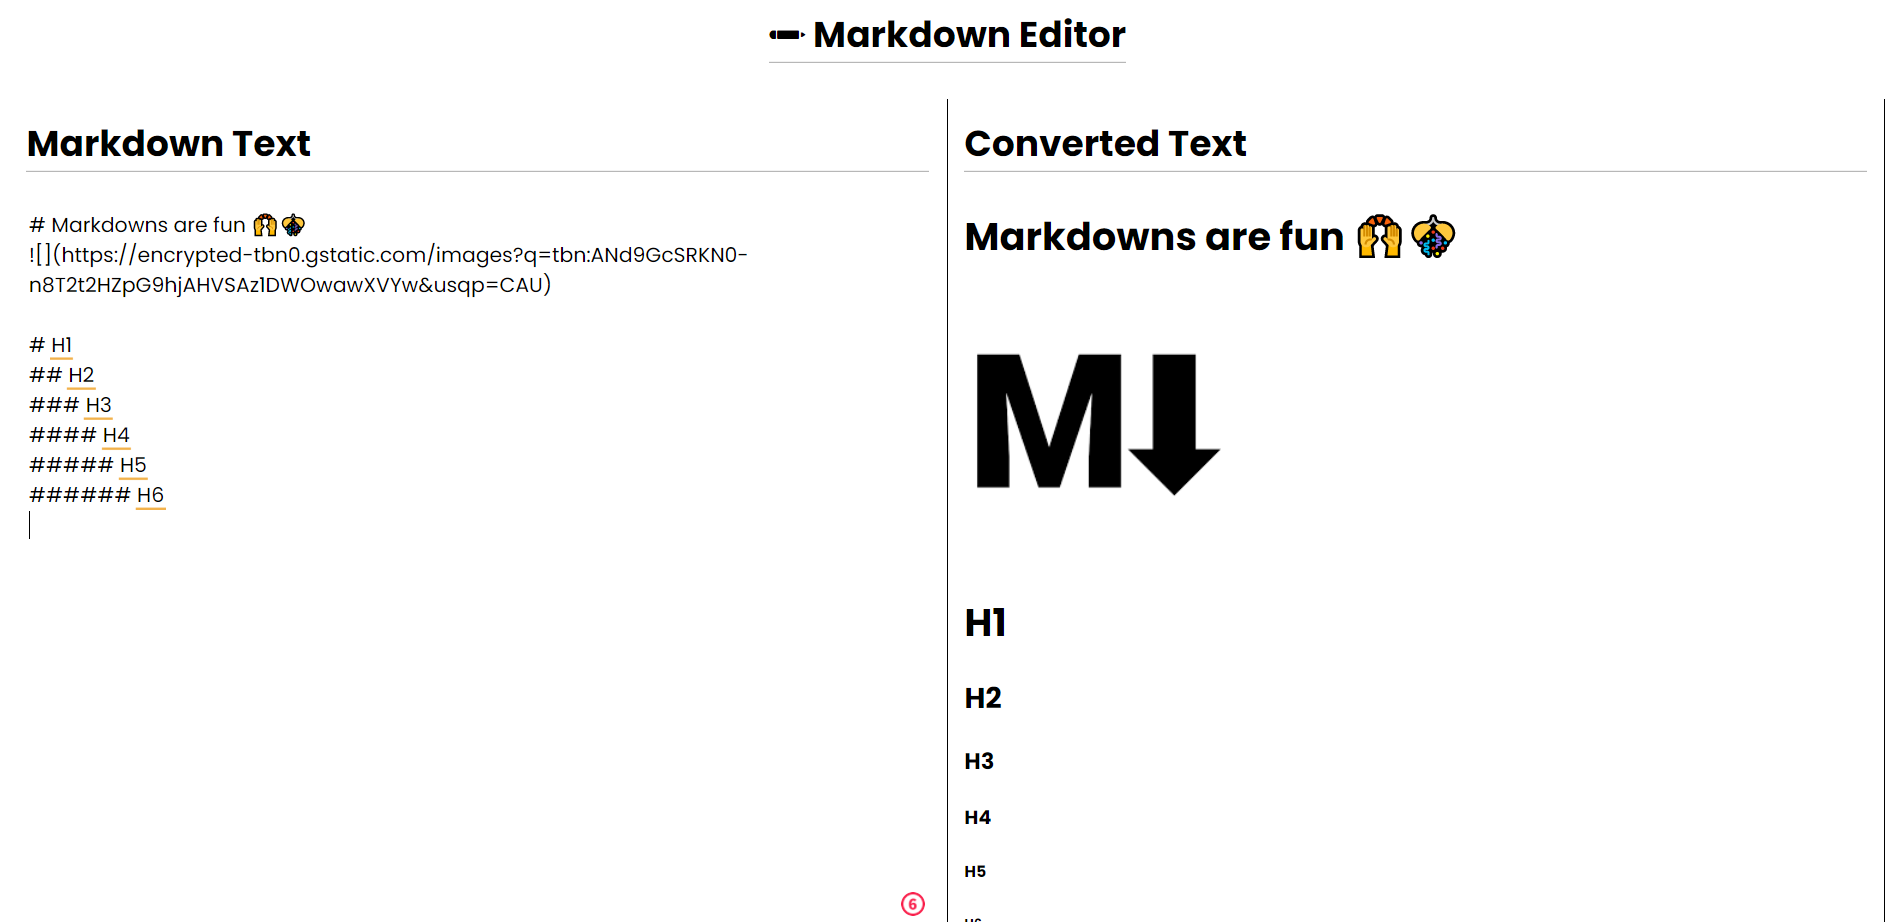 Markdown Editor
Markdown Text
# Markdowns are fun 🙌🪲
![](https://encrypted-tbn0.gstatic.com/images?q=tbn:ANd9GcSRKN0-
n8T2t2HZpG9hjAHVSAz1DWOwawXVYw&usqp=CAU)
# H1
## H2
### H3
#### H4
##### H5
###### H6
6
Converted Text
Markdowns are fun 🙌🪲
M
H1
H2
H3
H4
H5
H6